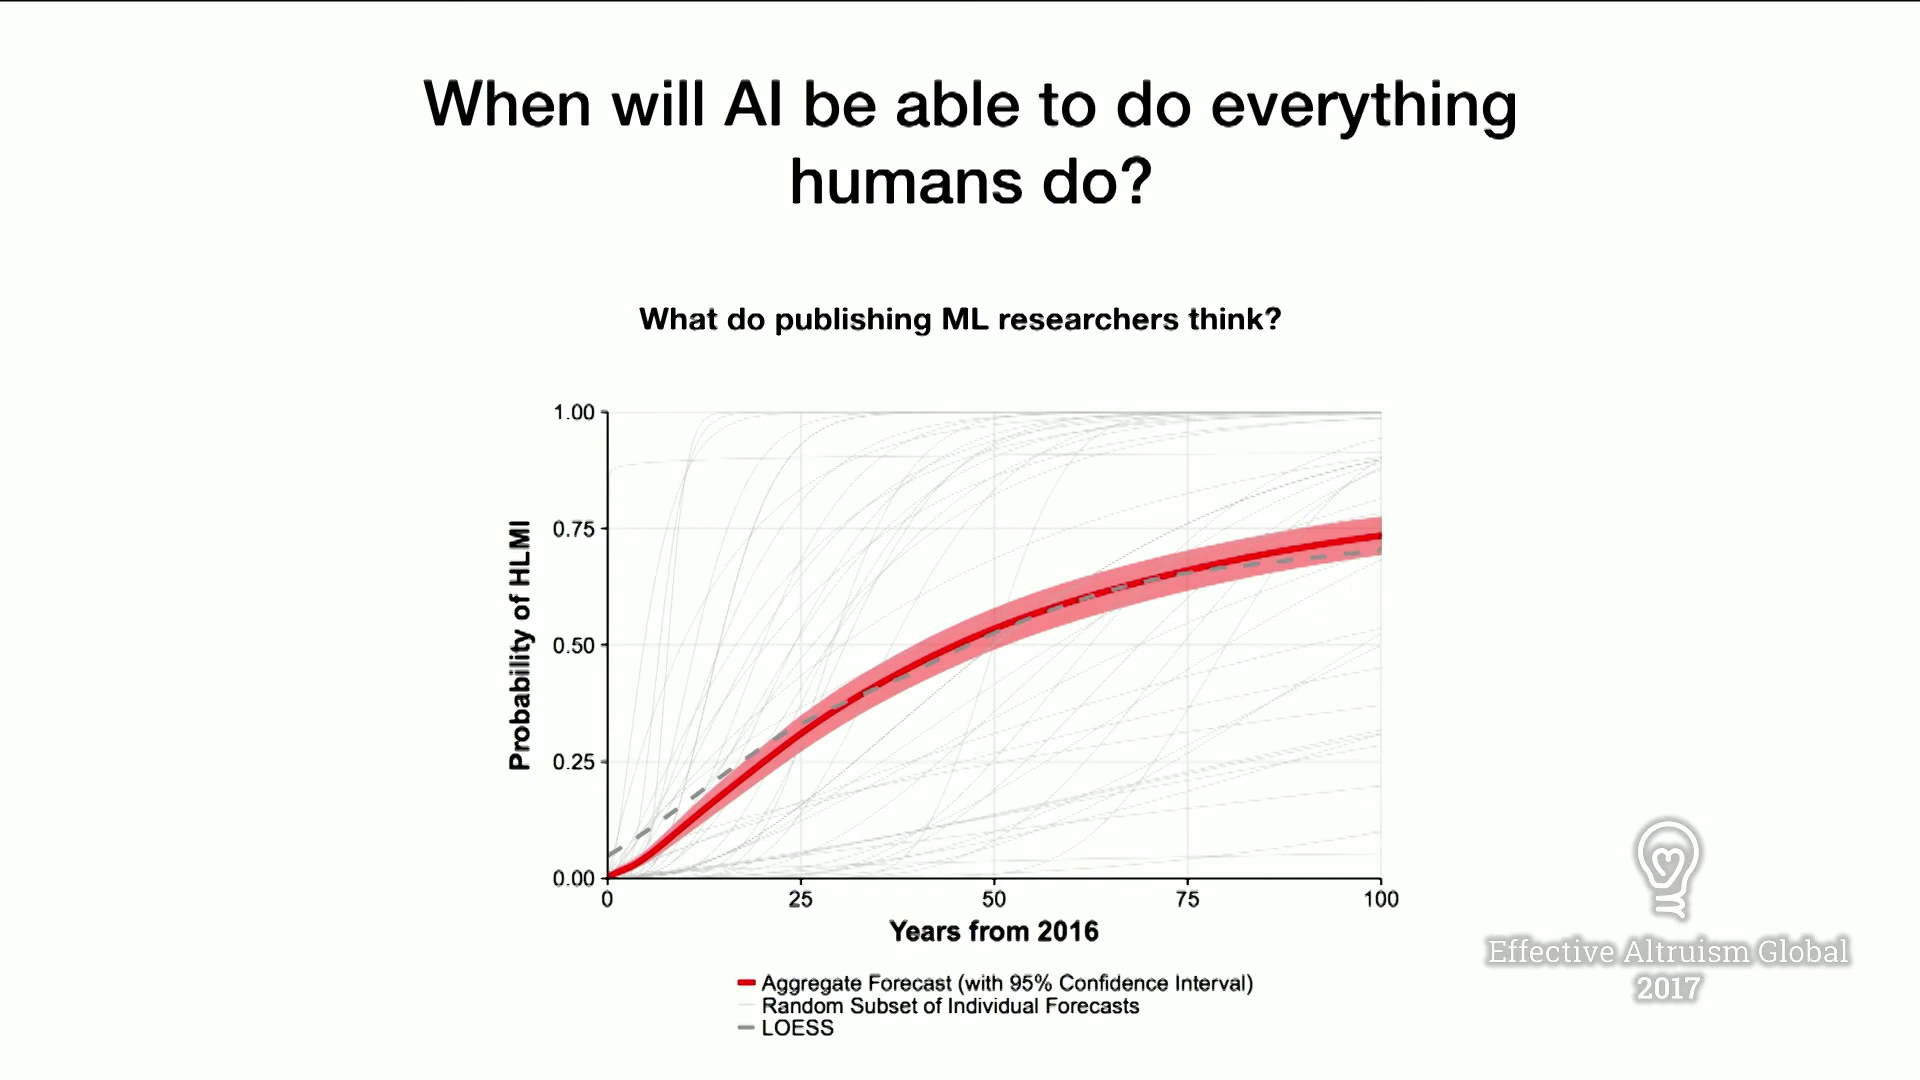 When will AI be able to do everything
humans do?
What do publishing ML researchers think?
1.00
0.75
0.50
0.25
0.00
Probability of HLMI
0
25
50
75
100
Years from 2016
Aggregate Forecast (with 95% Confidence Interval)
Random Subset of Individual Forecasts
LOESS
Effective Altruism Global
2017